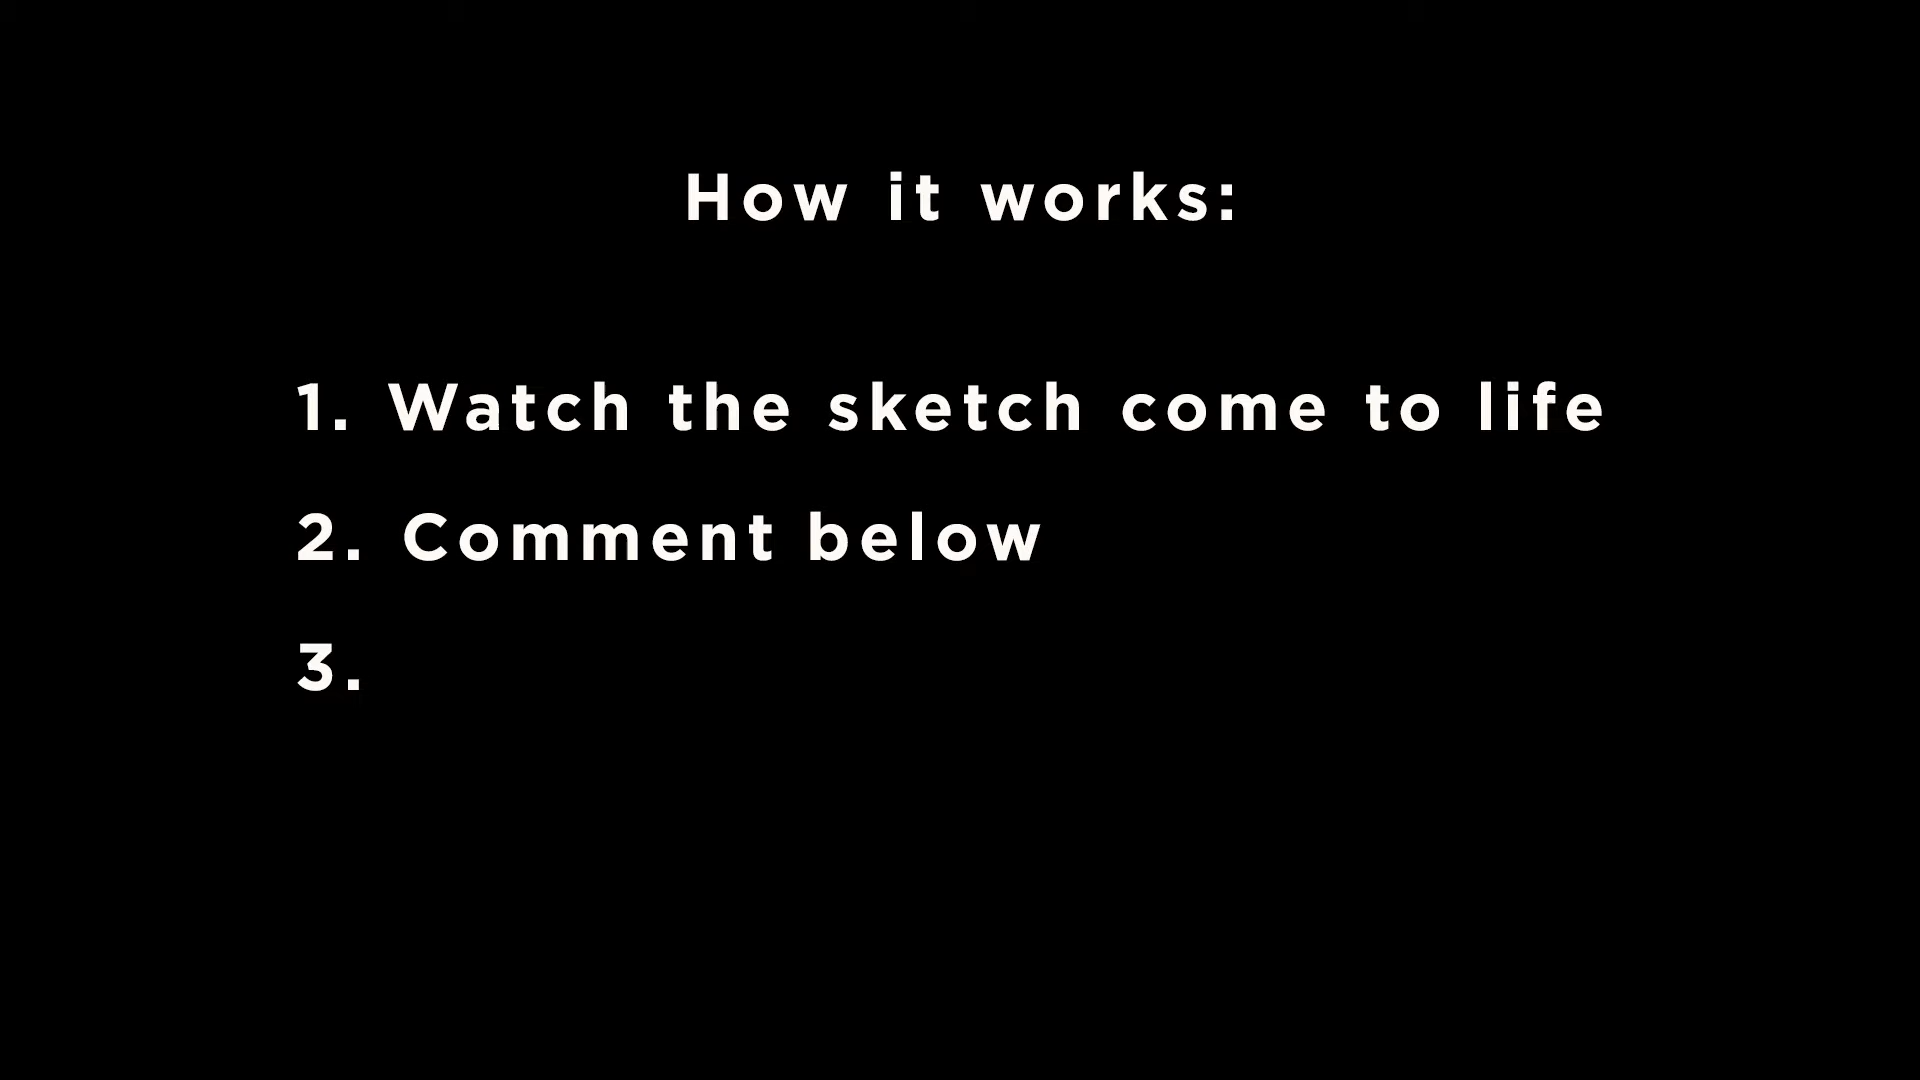 How it works:
1. Watch the sketch come to life
2. Comment below
3.